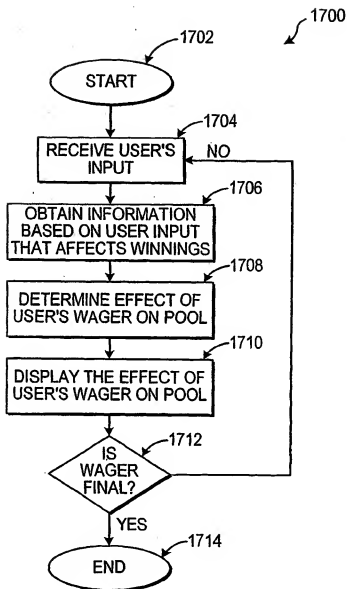 1700
1702
START
1704
RECEIVE USER'S
INPUT
NO
1706
OBTAIN INFORMATION
BASED ON USER INPUT
THAT AFFECTS WINNINGS
1708
DETERMINE EFFECT OF
USER'S WAGER ON POOL
1710
DISPLAY THE EFFECT OF
USER'S WAGER ON POOL
1712
IS
WAGER
FINAL?
YES
1714
END